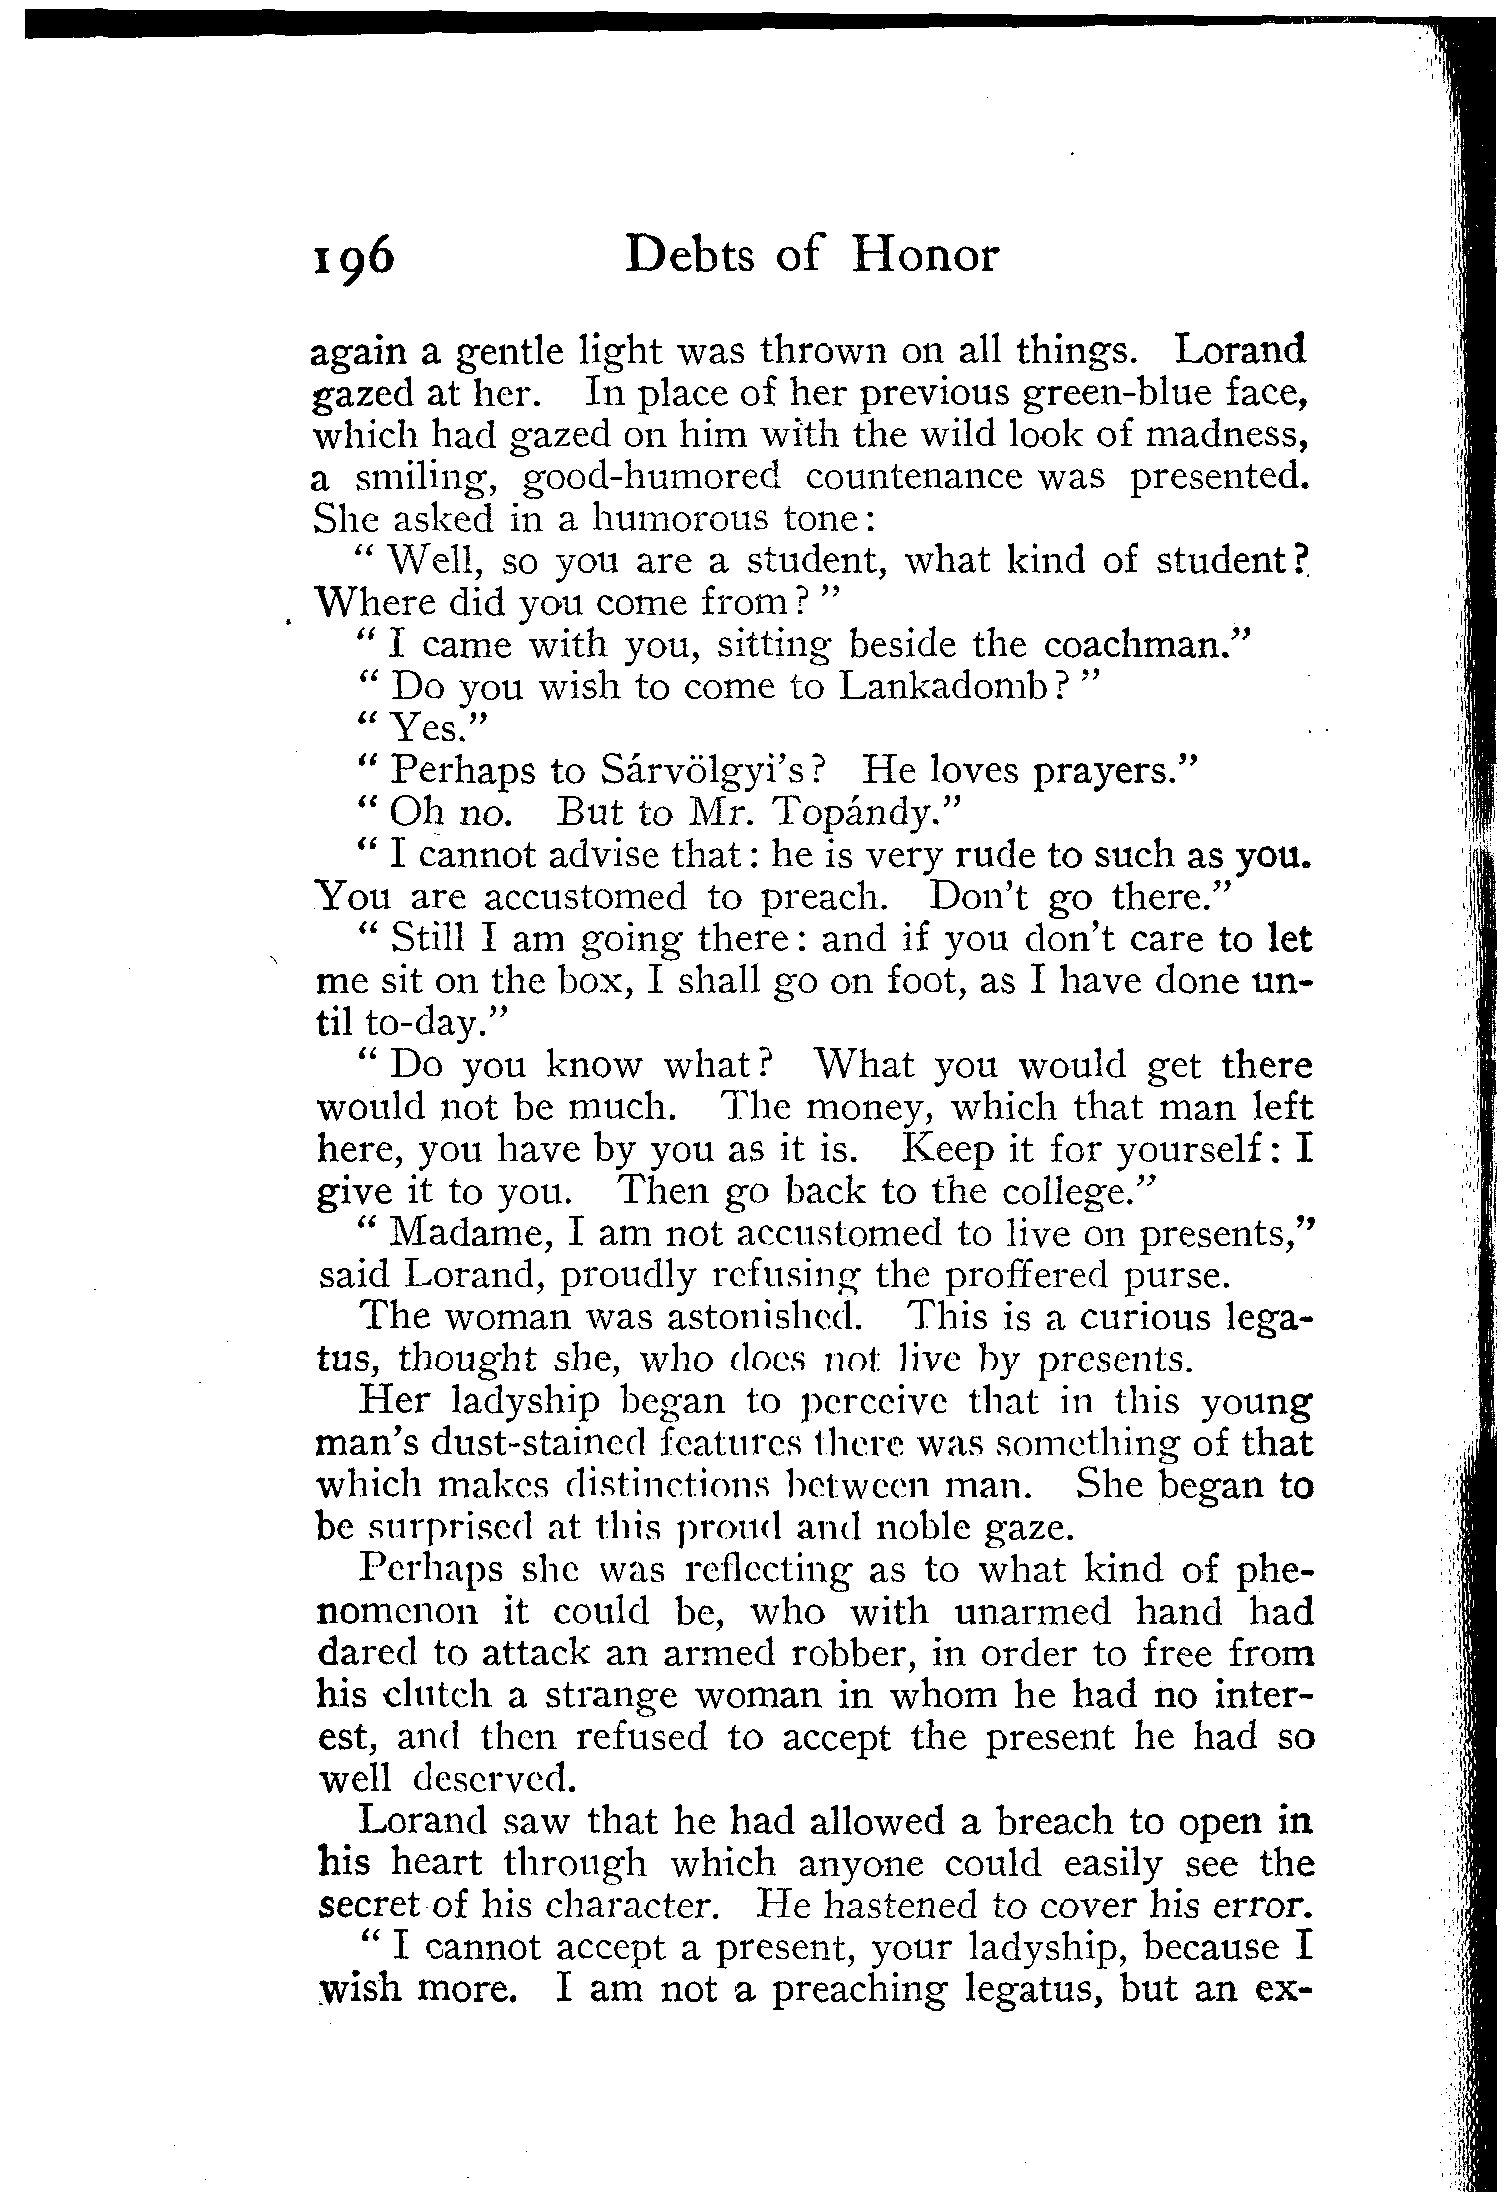 196 Debts of Honor
again a gentle light was thrown on all things. Lorand
gazed at her. In place of her previous green-blue face,
which had gazed on him with the wild look of madness,
a smiling, good-humored countenance was presented.
She asked in a humorous tone:
“ Well, so you are a student, what kind of student?
Where did you come from? ”
“ I came with you, sitting beside the coachman.”
“ Do you wish to come to Lankadomb? ”
“ Yes.”
“ Perhaps to Sárvölgyi's? He loves prayers.”
“ Oh no. But to Mr. Topándy.”
“ I cannot advise that: he is very rude to such as you.
You are accustomed to preach. Don't go there.”
“ Still I am going there: and if you don't care to let
me sit on the box, I shall go on foot, as I have done un-
til to-day.”
“ Do you know what? What you would get there
would not be much. The money, which that man left
here, you have by you as it is. Keep it for yourself: I
give it to you. Then go back to the college.”
“ Madame, I am not accustomed to live on presents,”
said Lorand, proudly refusing the proffered purse.
The woman was astonished. This is a curious lega-
tus, thought she, who does not live by presents.
Her ladyship began to perceive that in this young
man's dust-stained features there was something of that
which makes distinctions between man. She began to
be surprised at this proud and noble gaze.
Perhaps she was reflecting as to what kind of phe-
nomenon it could be, who with unarmed hand had
dared to attack an armed robber, in order to free from
his clutch a strange woman in whom he had no inter-
est, and then refused to accept the present he had so
well deserved.
Lorand saw that he had allowed a breach to open in
his heart through which anyone could easily see the
secret of his character. He hastened to cover his error.
“ I cannot accept a present, your ladyship, because I
wish more. I am not a preaching legatus, but an ex-